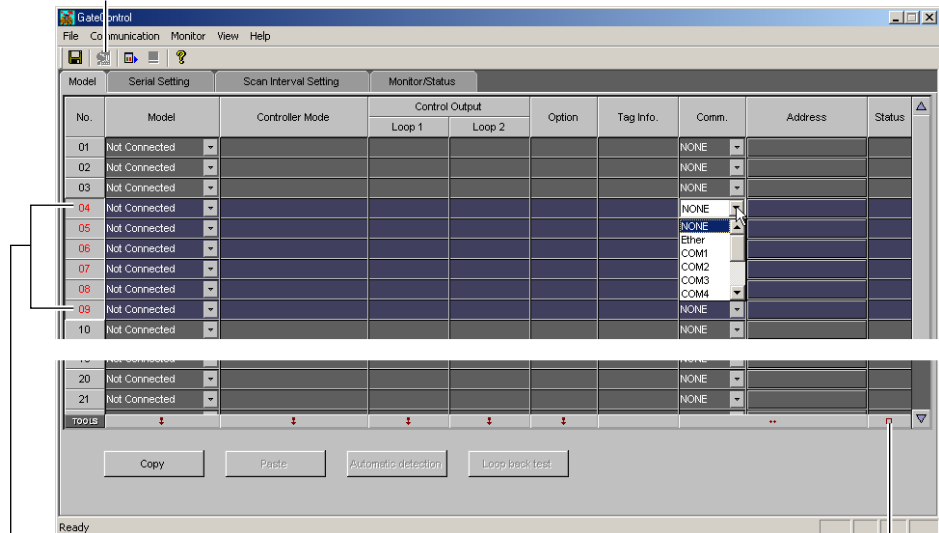 GateControl
File Communication Monitor View Help
Model Serial Setting Scan Interval Setting Monitor/Status
No. Model Controller Mode Control Output Option Tag Info. Comm. Address Status
Loop 1 Loop 2
01 Not Connected NONE
02 Not Connected NONE
03 Not Connected NONE
04 Not Connected NONE
05 Not Connected NONE
06 Not Connected Ether
COM1
07 Not Connected COM2
08 Not Connected COM3
COM4
09 Not Connected NONE
10 Not Connected NONE
20 Not Connected NONE
21 Not Connected NONE
TOOLS
Copy Paste Automatic detection Loop back test
Ready